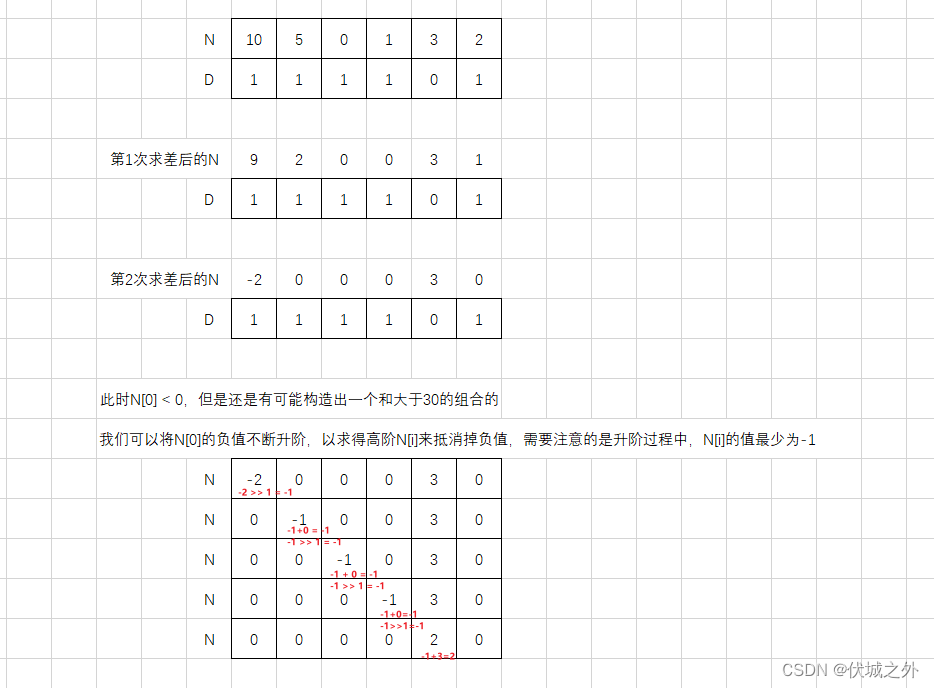 N 10 5 0 1 3 2
D 1 1 1 1 0 1
第1次求差后的N 9 2 0 0 3 1
D 1 1 1 1 0 1
第2次求差后的N -2 0 0 0 3 0
D 1 1 1 1 0 1
此时N[0] < 0，但是还是有可能构造出一个和大于30的组合的
我们可以将N[0]的负值不断升阶，以求得高阶N[i]来抵消掉负值，需要注意的是升阶过程中，N[i]的值最少为-1
N -2 0 0 0 3 0
-2 >> 1 = -1
N 0 -1 0 0 3 0
-1+0 = -1
-1 >> 1 = -1
N 0 0 -1 0 3 0
-1 + 0 = -1
-1 >> 1 = -1
N 0 0 0 -1 3 0
-1+0=-1
-1>>1=-1
N 0 0 0 0 2 0
-1+3=2
CSDN @伏城之外